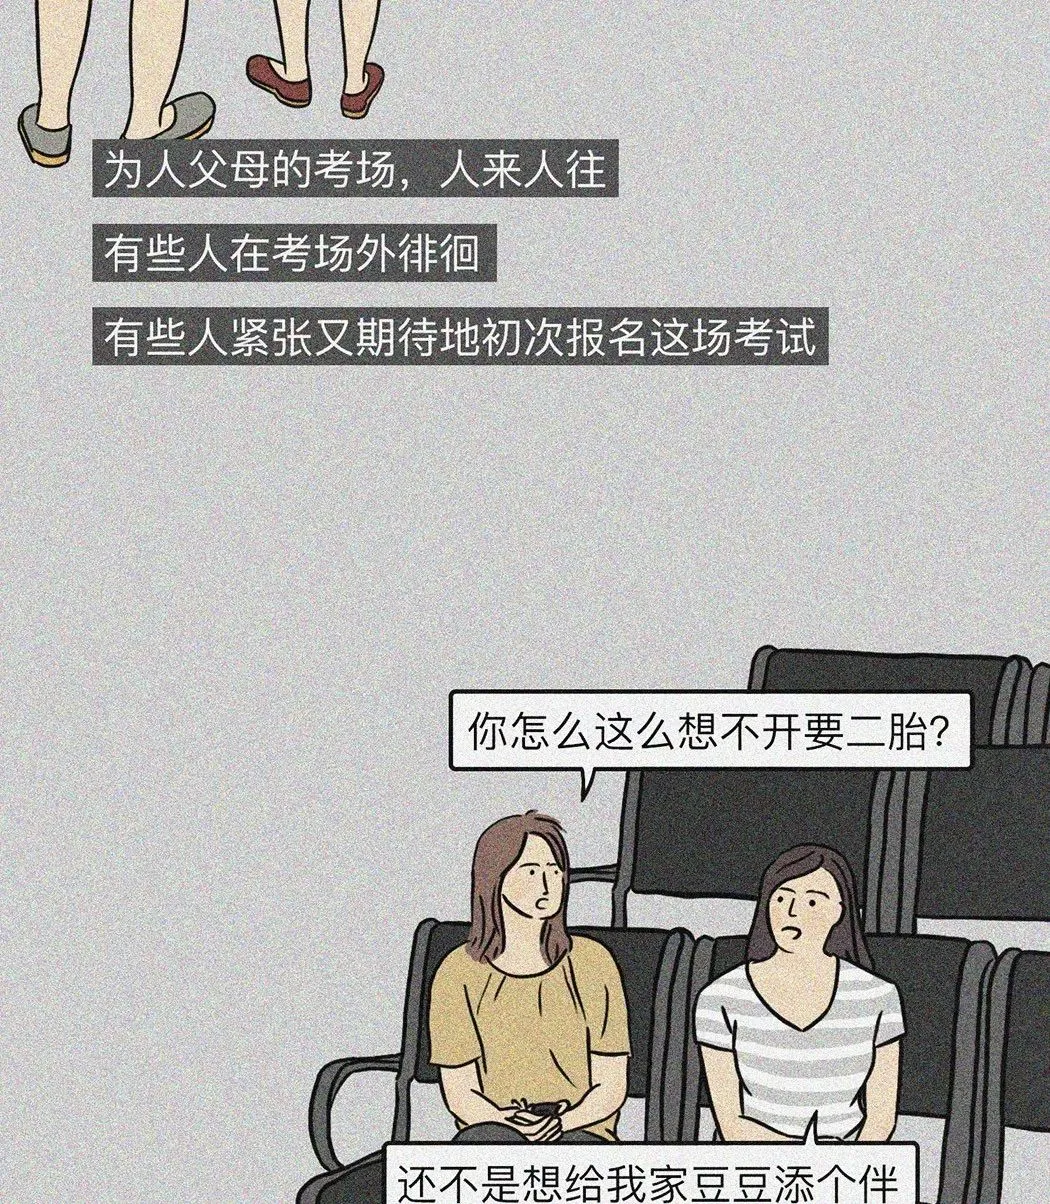 为人父母的考场，人来人往
有些人在考场外徘徊
有些人紧张又期待地初次报名这场考试
你怎么这么想不开要二胎？
还不是想给我家豆豆添个伴